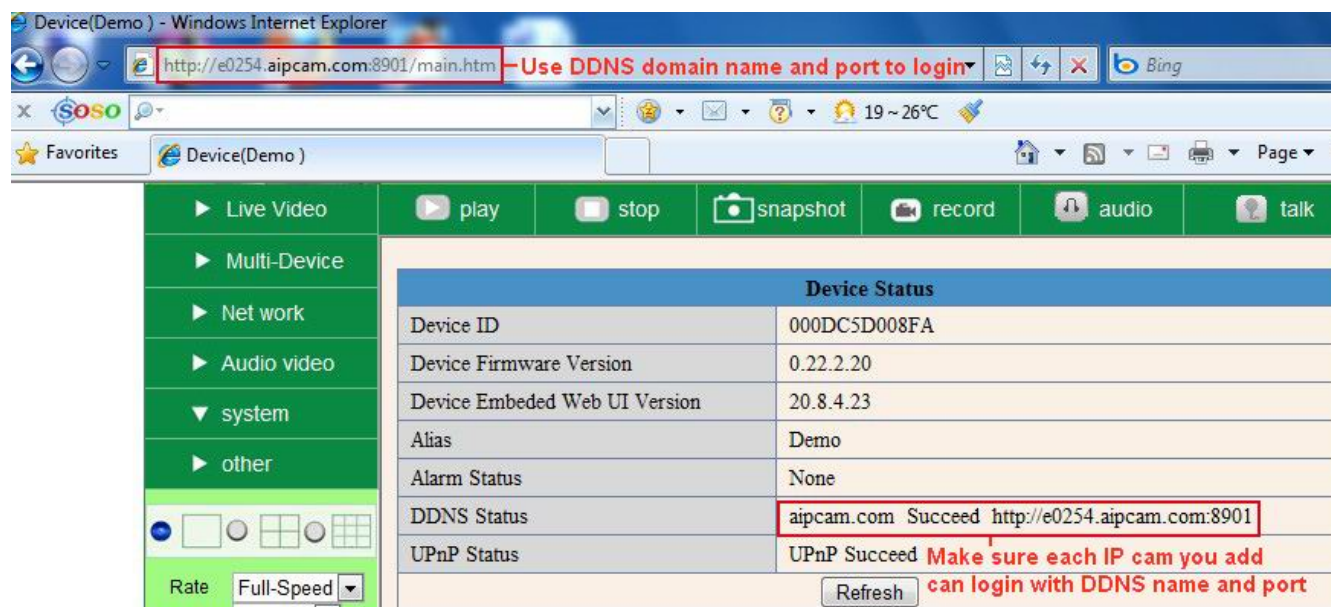 Device(Demo ) - Windows Internet Explorer
http://e0254.aipcam.com:8901/main.htm Use DDNS domain name and port to login Bing
x SOSO 19 ~ 26℃
Favorites Device(Demo ) Page
Live Video play stop snapshot record audio talk
Multi-Device
Device Status
Net work
Device ID 000DC5D008FA
Audio video
Device Firmware Version 0.22.2.20
Device Embeded Web UI Version 20.8.4.23
system
Alias Demo
other
Alarm Status None
DDNS Status aipcam.com Succeed http://e0254.aipcam.com:8901
UPnP Status UPnP Succeed Make sure each IP cam you add
Rate Full-Speed Refresh can login with DDNS name and port